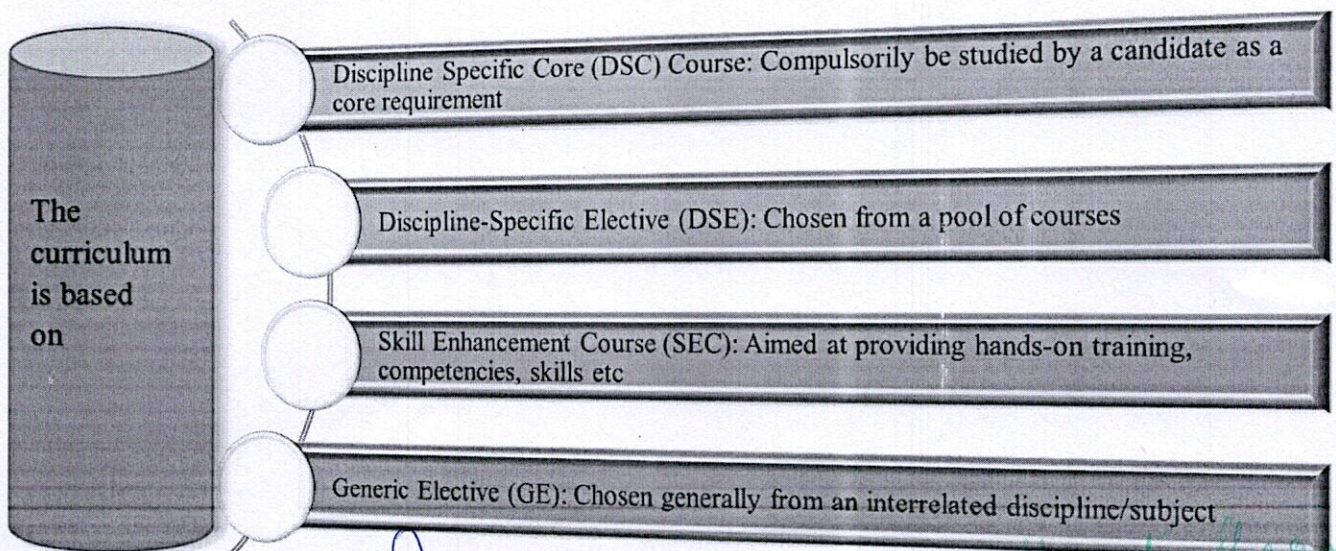 The
curriculum
is based
on
Discipline Specific Core (DSC) Course: Compulsorily be studied by a candidate as a
core requirement
Discipline-Specific Elective (DSE): Chosen from a pool of courses
Skill Enhancement Course (SEC): Aimed at providing hands-on training,
competencies, skills etc
Generic Elective (GE): Chosen generally from an interrelated discipline/subject